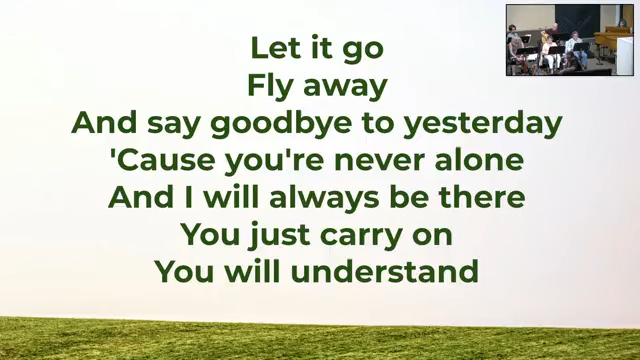 Let it go
Fly away
And say goodbye to yesterday
'Cause you're never alone
And I will always be there
You just carry on
You will understand